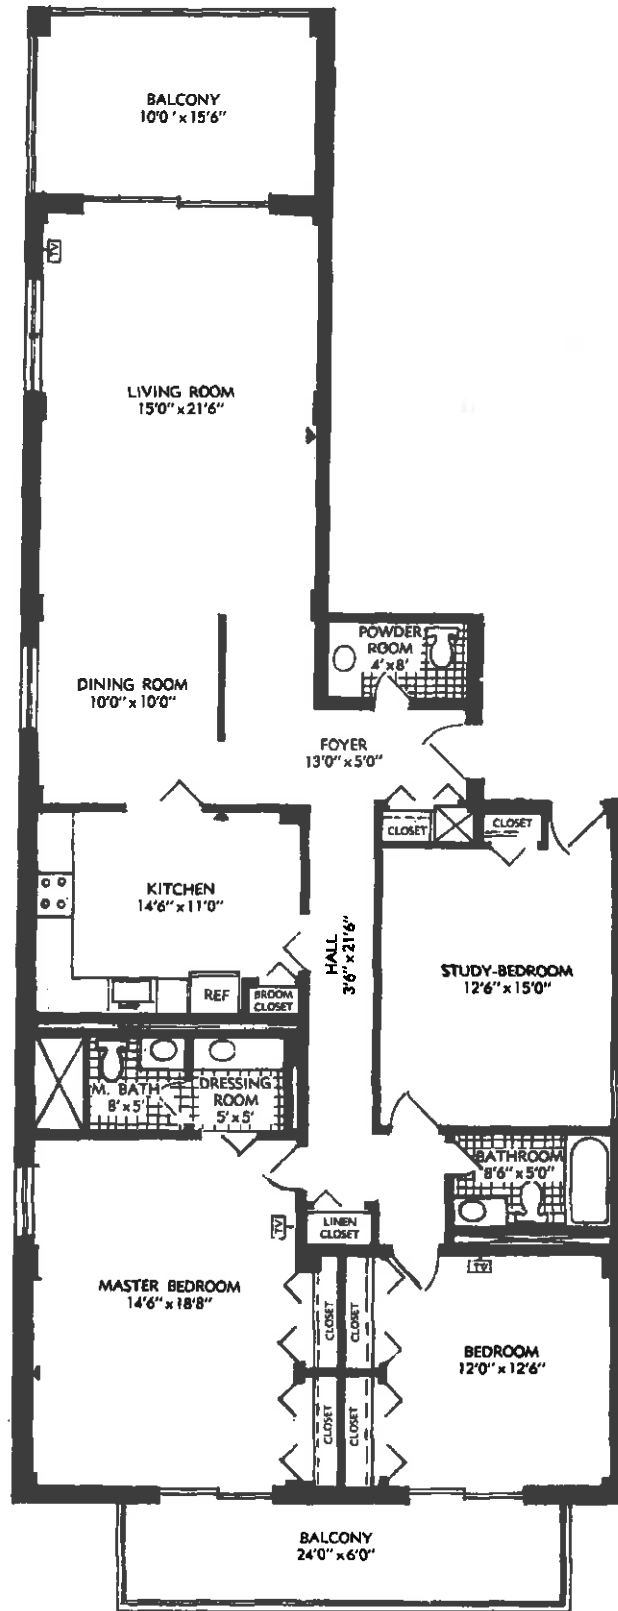 BALCONY
10'0' x 15'6"
TV
LIVING ROOM
15'0" x 21'6"
POWDER
ROOM
4' x 8'
DINING ROOM
10'0" x 10'0"
FOYER
13'0" x 5'0"
CLOSET
CLOSET
KITCHEN
14'6" x 11'0"
HALL
3'6" x 21'6"
STUDY-BEDROOM
12'6" x 15'0"
REF
BROOM
CLOSET
M. BATH
8' x 5'
DRESSING
ROOM
5' x 5'
BATHROOM
8'6" x 5'0"
LINEN
CLOSET
TV
TV
MASTER BEDROOM
14'6" x 18'8"
CLOSET
CLOSET
BEDROOM
12'0" x 12'6"
CLOSET
CLOSET
BALCONY
24'0" x 6'0"